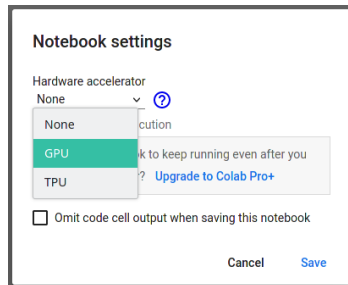 Notebook settings
Hardware accelerator
None
None
cution
GPU
k to keep running even after you
TPU
? Upgrade to Colab Pro+
Omit code cell output when saving this notebook
Cancel Save